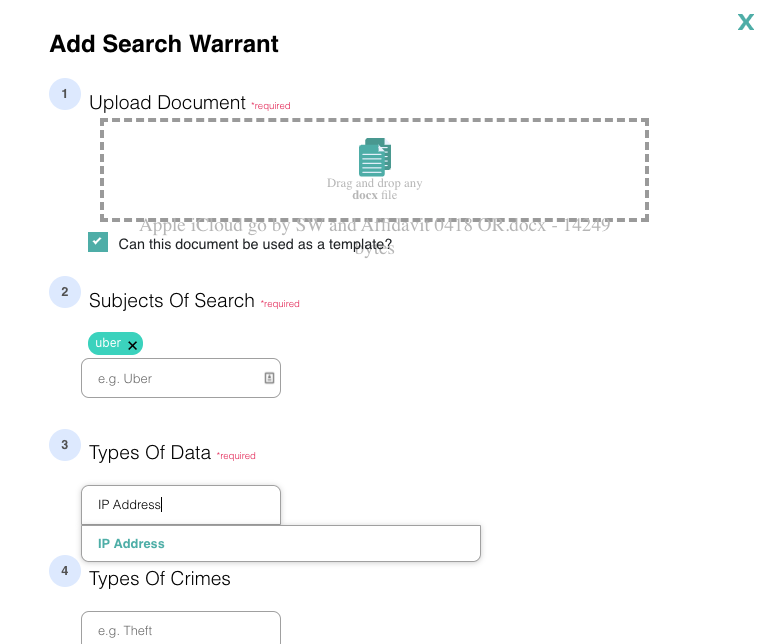 X
Add Search Warrant
1
Upload Document *required
Drag and drop any
docx file
Apple iCloud go by SW and Affidavit 0418 OR.docx - 14249
bytes
Can this document be used as a template?
2
Subjects Of Search *required
uber ×
e.g. Uber
3
Types Of Data *required
IP Address
IP Address
4
Types Of Crimes
e.g. Theft